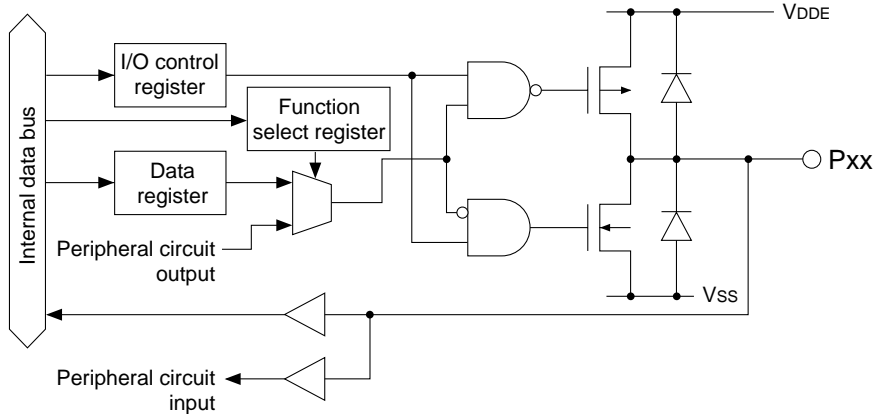 VDDE
I/O control
register
Function
select register
Internal data bus
Data
register
Pxx
Peripheral circuit
output
VSS
Peripheral circuit
input